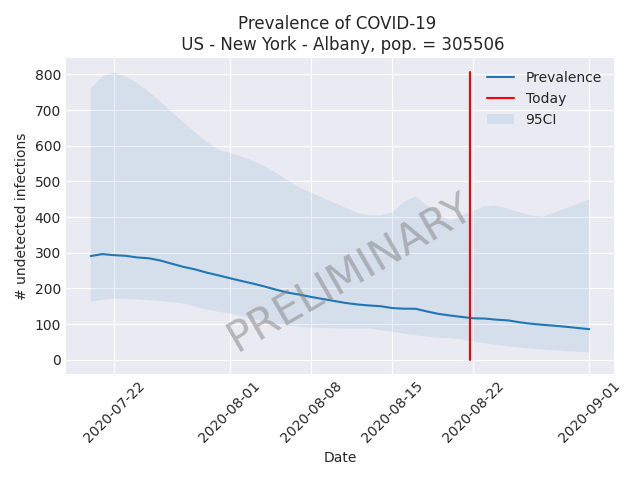 Prevalence of COVID-19
US - New York - Albany, pop. = 305506
# undetected infections
800
700
600
500
400
300
200
100
0
Prevalence
Today
95CI
PRELIMINARY
2020-07-22
2020-08-01
2020-08-08
2020-08-15
2020-08-22
2020-09-01
Date